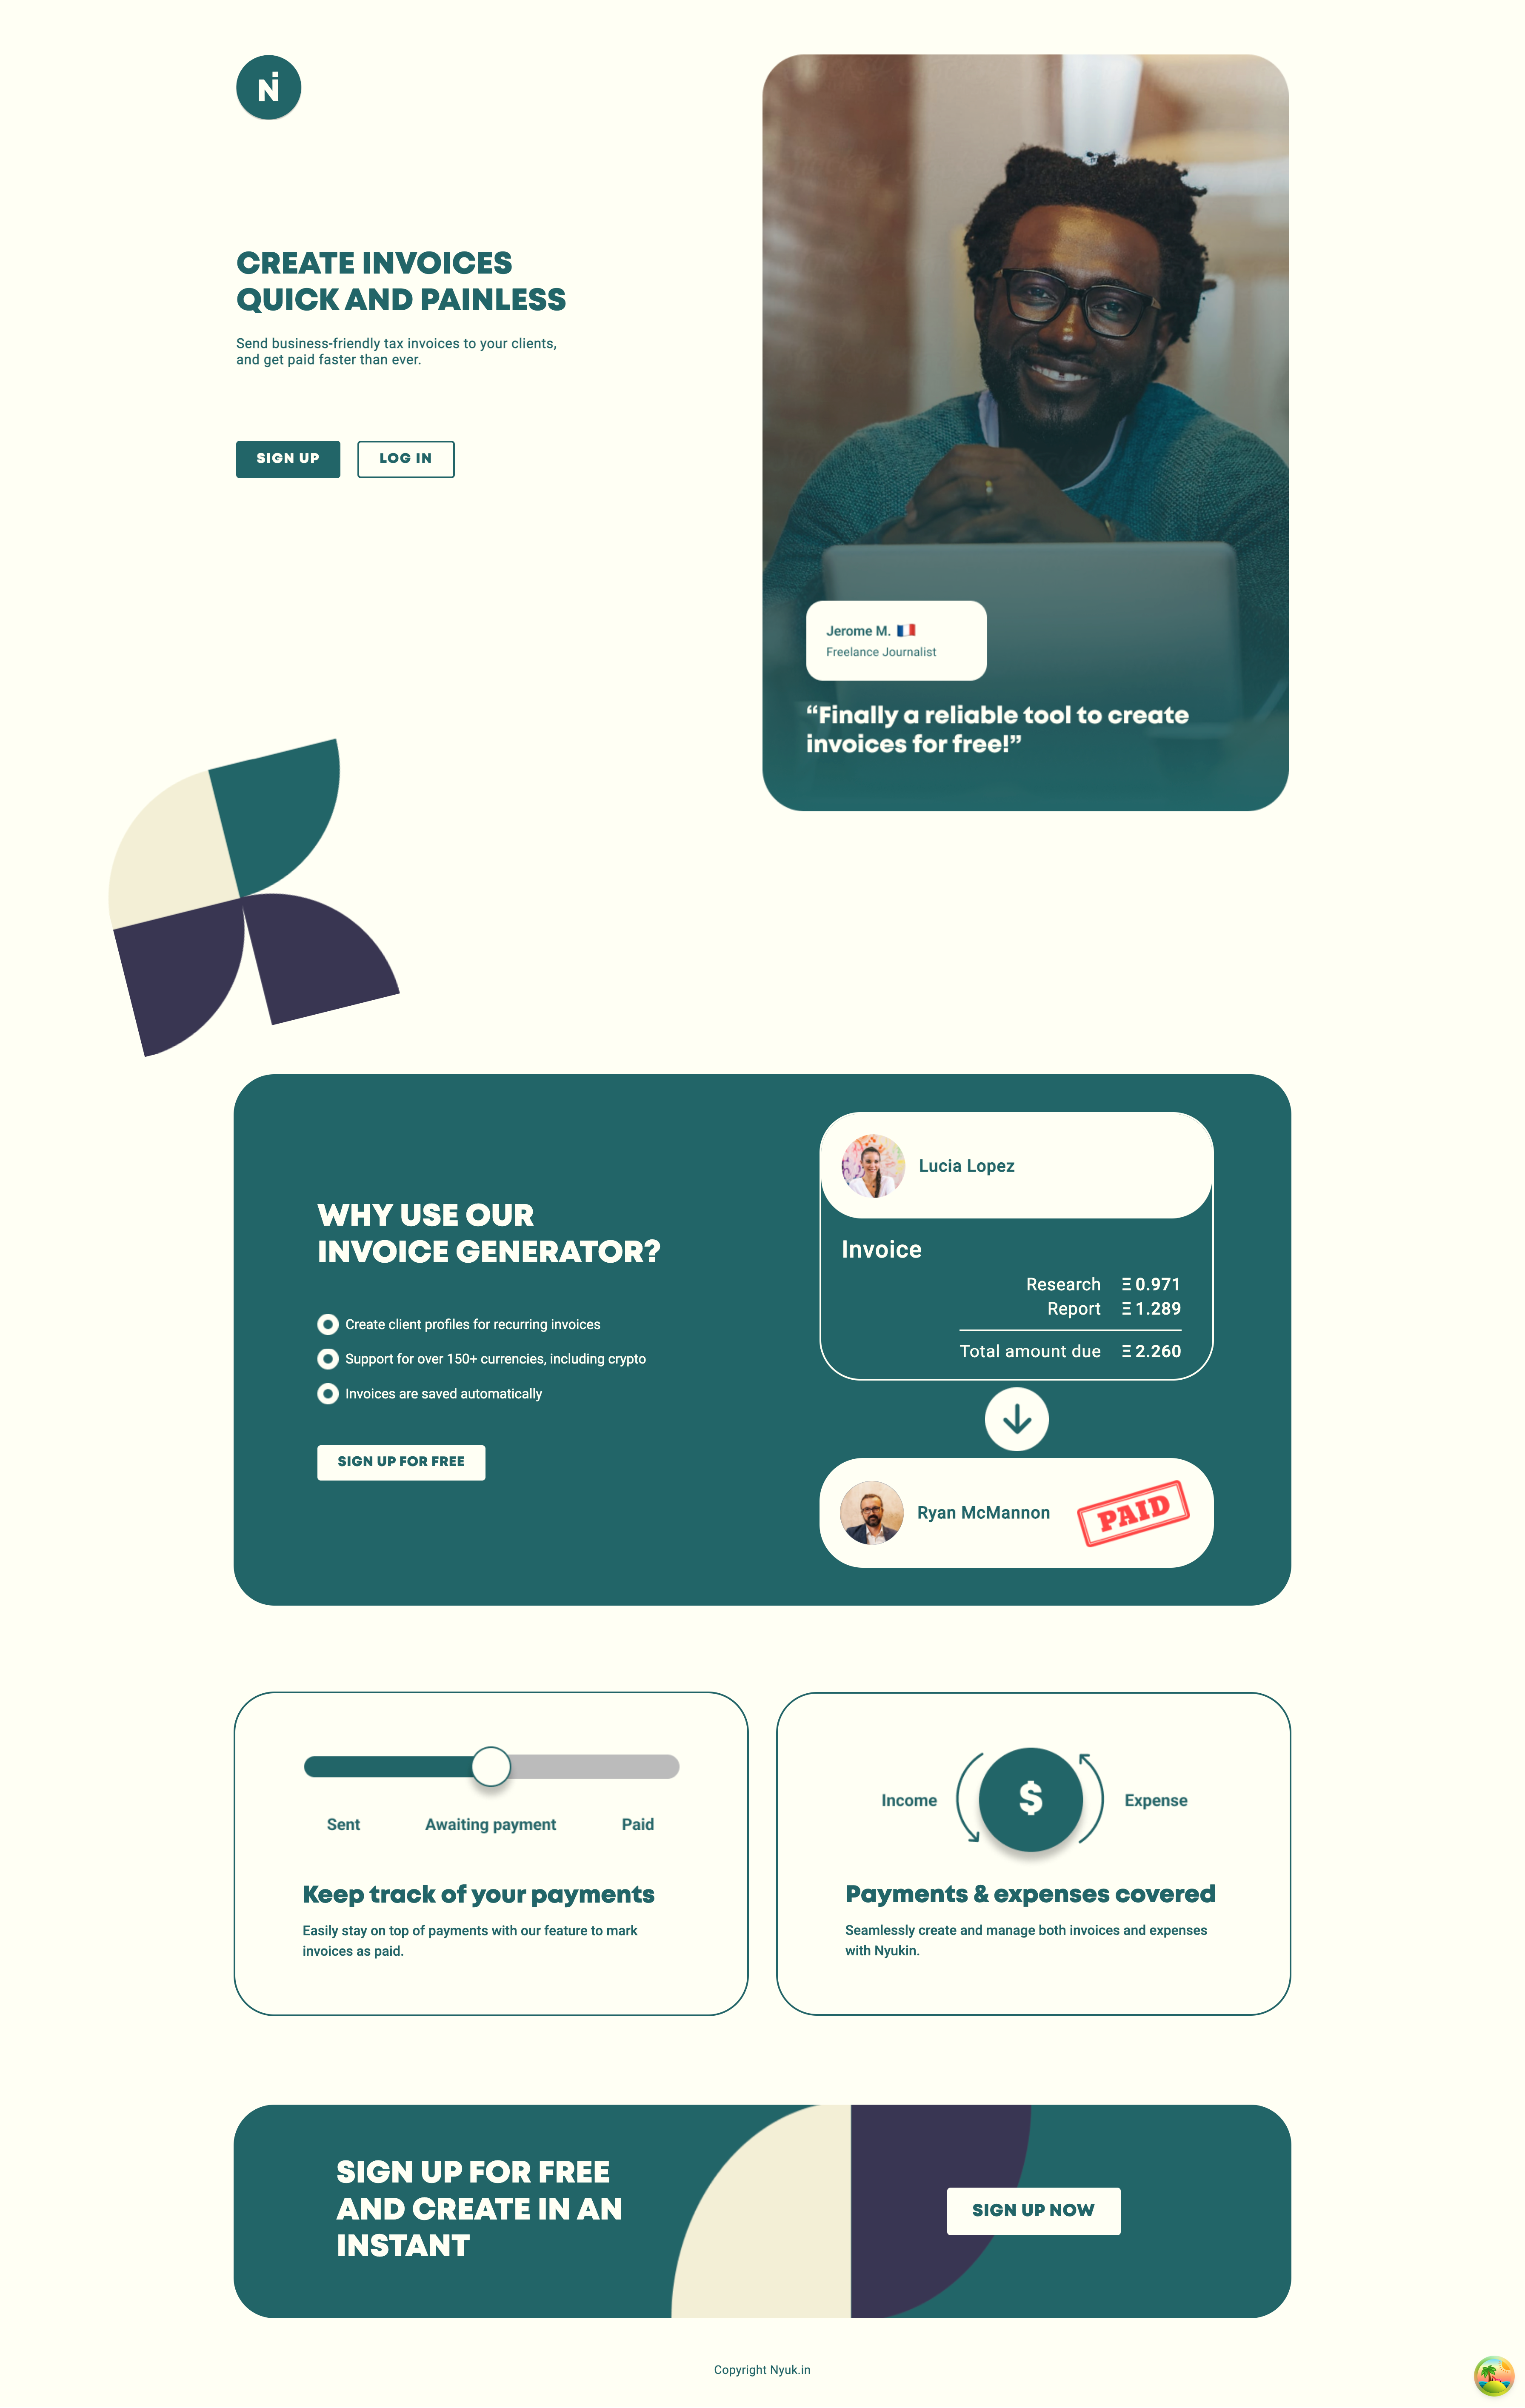 Ni
CREATE INVOICES
QUICK AND PAINLESS
Send business-friendly tax invoices to your clients,
and get paid faster than ever.
SIGN UP
LOG IN
Jerome M. 🇫🇷
Freelance Journalist
“Finally a reliable tool to create
invoices for free!”
WHY USE OUR
INVOICE GENERATOR?
Create client profiles for recurring invoices
Support for over 150+ currencies, including crypto
Invoices are saved automatically
SIGN UP FOR FREE
Lucia Lopez
Invoice
Research Ξ 0.971
Report Ξ 1.289
Total amount due Ξ 2.260
Ryan McMannon
PAID
Sent
Awaiting payment
Paid
Keep track of your payments
Easily stay on top of payments with our feature to mark
invoices as paid.
Income
$
Expense
Payments & expenses covered
Seamlessly create and manage both invoices and expenses
with Nyukin.
SIGN UP FOR FREE
AND CREATE IN AN
INSTANT
SIGN UP NOW
Copyright Nyuk.in